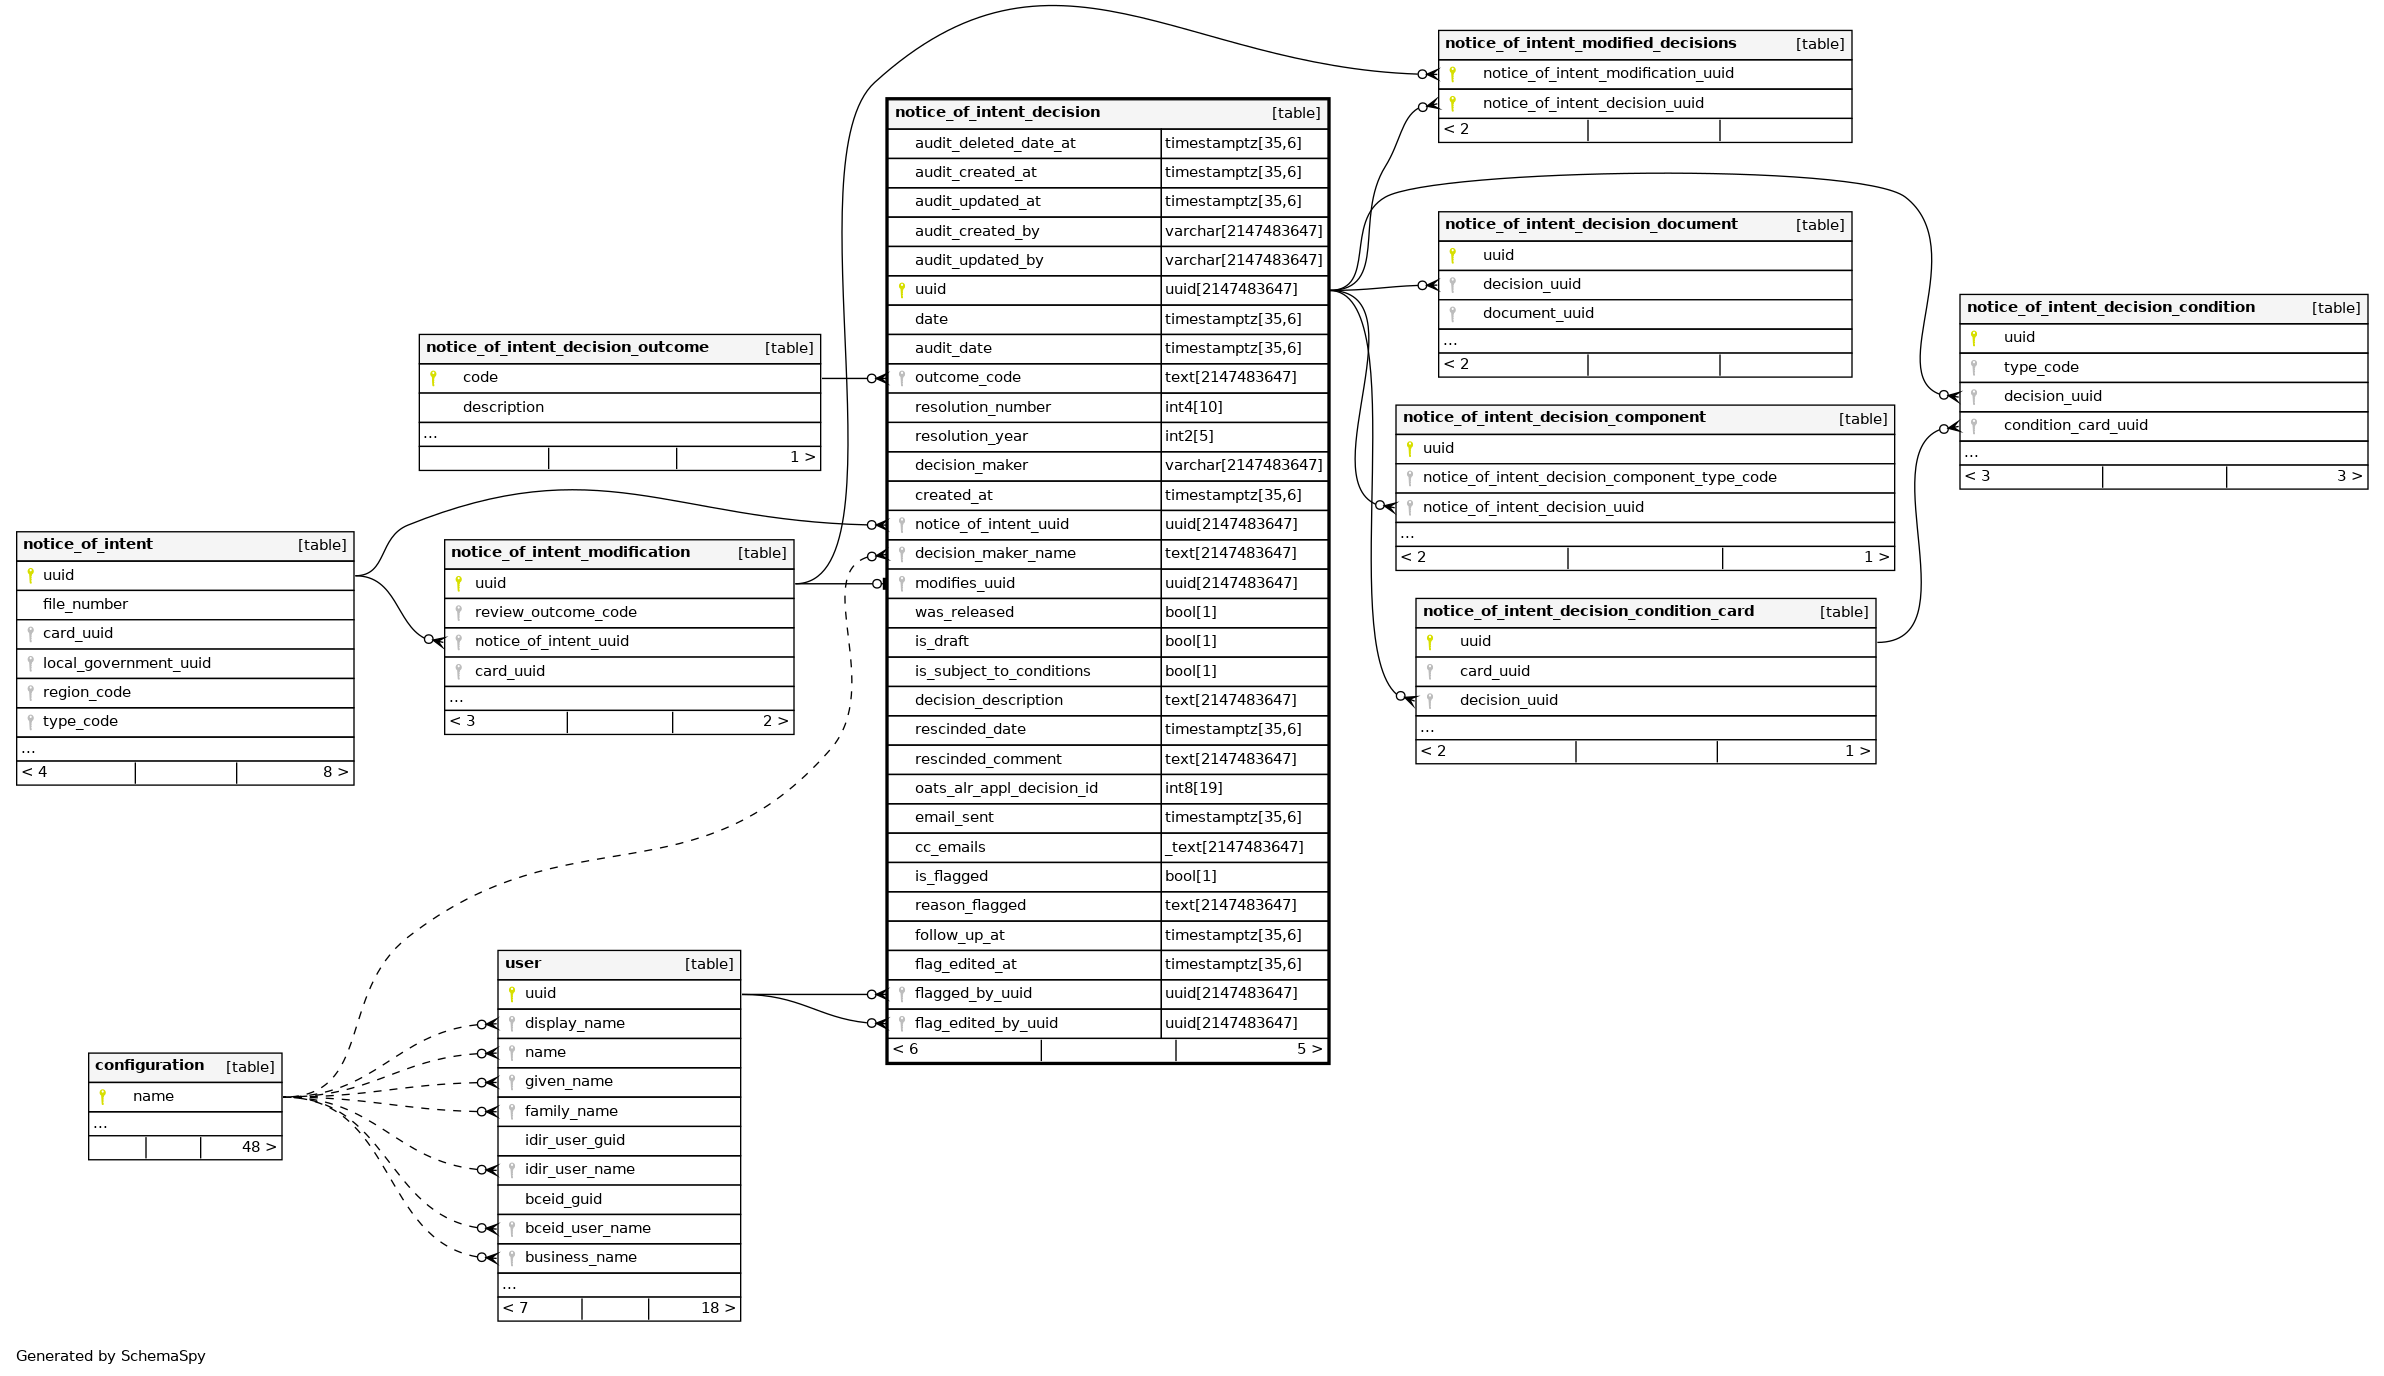 notice_of_intent_modified_decisions [table]
notice_of_intent_modification_uuid
notice_of_intent_decision_uuid
< 2
notice_of_intent_decision [table]
audit_deleted_date_at timestamptz[35,6]
audit_created_at timestamptz[35,6]
audit_updated_at timestamptz[35,6]
audit_created_by varchar[2147483647]
audit_updated_by varchar[2147483647]
uuid uuid[2147483647]
date timestamptz[35,6]
audit_date timestamptz[35,6]
outcome_code text[2147483647]
resolution_number int4[10]
resolution_year int2[5]
decision_maker varchar[2147483647]
created_at timestamptz[35,6]
notice_of_intent_uuid uuid[2147483647]
decision_maker_name text[2147483647]
modifies_uuid uuid[2147483647]
was_released bool[1]
is_draft bool[1]
is_subject_to_conditions bool[1]
decision_description text[2147483647]
rescinded_date timestamptz[35,6]
rescinded_comment text[2147483647]
oats_alr_appl_decision_id int8[19]
email_sent timestamptz[35,6]
cc_emails _text[2147483647]
is_flagged bool[1]
reason_flagged text[2147483647]
follow_up_at timestamptz[35,6]
flag_edited_at timestamptz[35,6]
flagged_by_uuid uuid[2147483647]
flag_edited_by_uuid uuid[2147483647]
< 6 5 >
notice_of_intent_decision_document [table]
uuid
decision_uuid
document_uuid
...
< 2
notice_of_intent_decision_condition [table]
uuid
type_code
decision_uuid
condition_card_uuid
...
< 3 3 >
notice_of_intent_decision_outcome [table]
code
description
...
1 >
notice_of_intent_decision_component [table]
uuid
notice_of_intent_decision_component_type_code
notice_of_intent_decision_uuid
...
< 2 1 >
notice_of_intent [table]
uuid
file_number
card_uuid
local_government_uuid
region_code
type_code
...
< 4 8 >
notice_of_intent_modification [table]
uuid
review_outcome_code
notice_of_intent_uuid
card_uuid
...
< 3 2 >
notice_of_intent_decision_condition_card [table]
uuid
card_uuid
decision_uuid
...
< 2 1 >
user [table]
uuid
display_name
name
given_name
family_name
idir_user_guid
idir_user_name
bceid_guid
bceid_user_name
business_name
...
< 7 18 >
configuration [table]
name
...
48 >
Generated by SchemaSpy